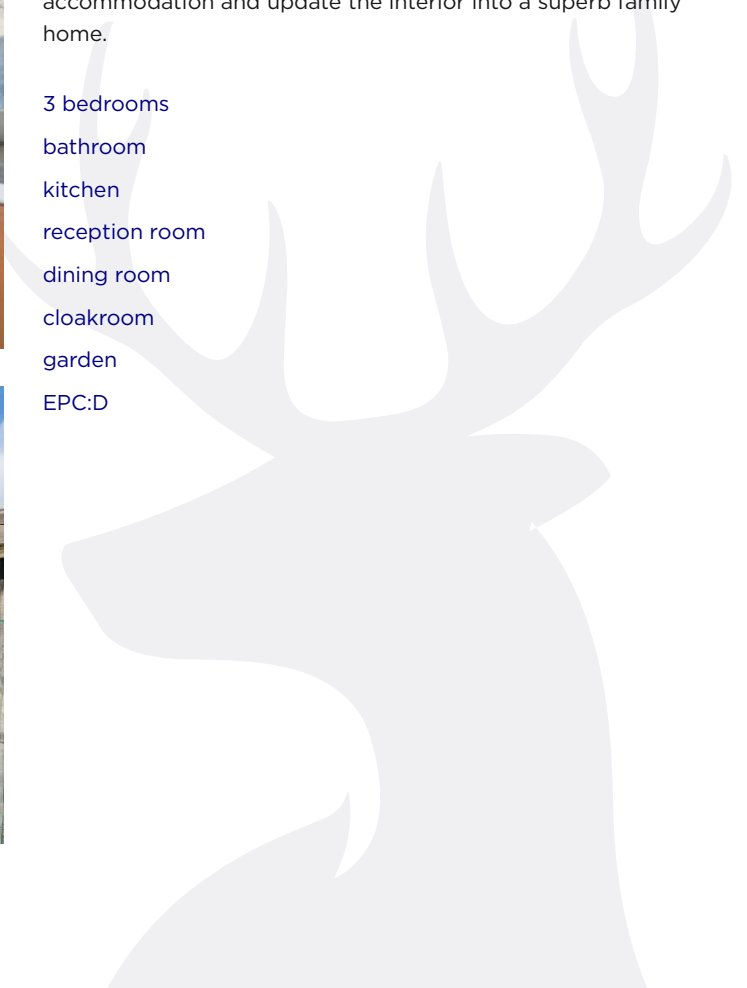 accommodation and update the interior into a superb family
home.
3 bedrooms
bathroom
kitchen
reception room
dining room
cloakroom
garden
EPC:D